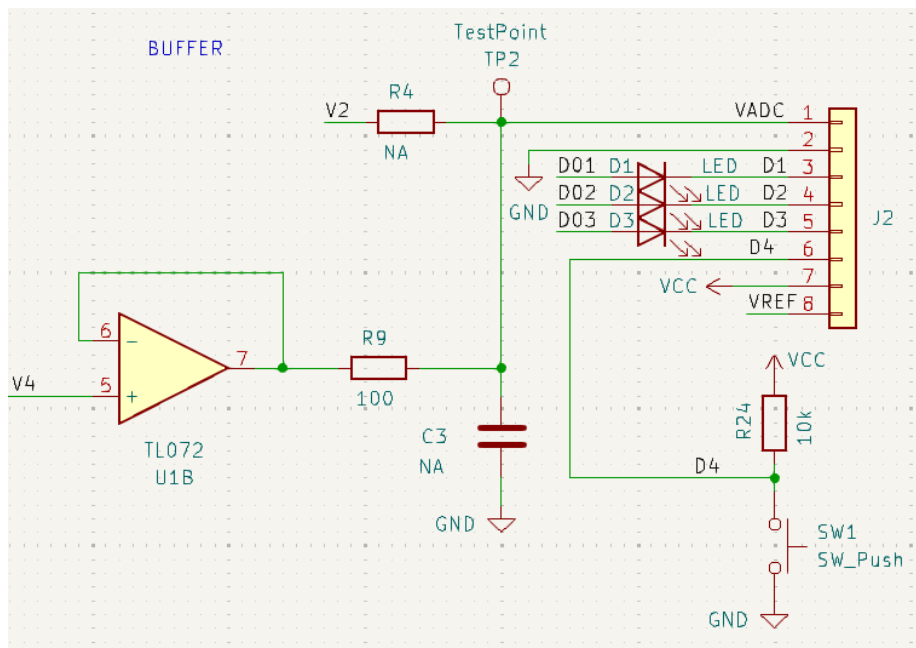 BUFFER
TestPoint
TP2
R4
V2
NA
VADC 1
2
GND
D01 D1 LED D1 3
D02 D2 LED D2 4
D03 D3 LED D3 5
D4 6
VCC 7
VREF 8
J2
6
7
V4 5
TL072
U1B
R9
100
C3
NA
GND
VCC
R24
10k
D4
SW1
SW_Push
GND